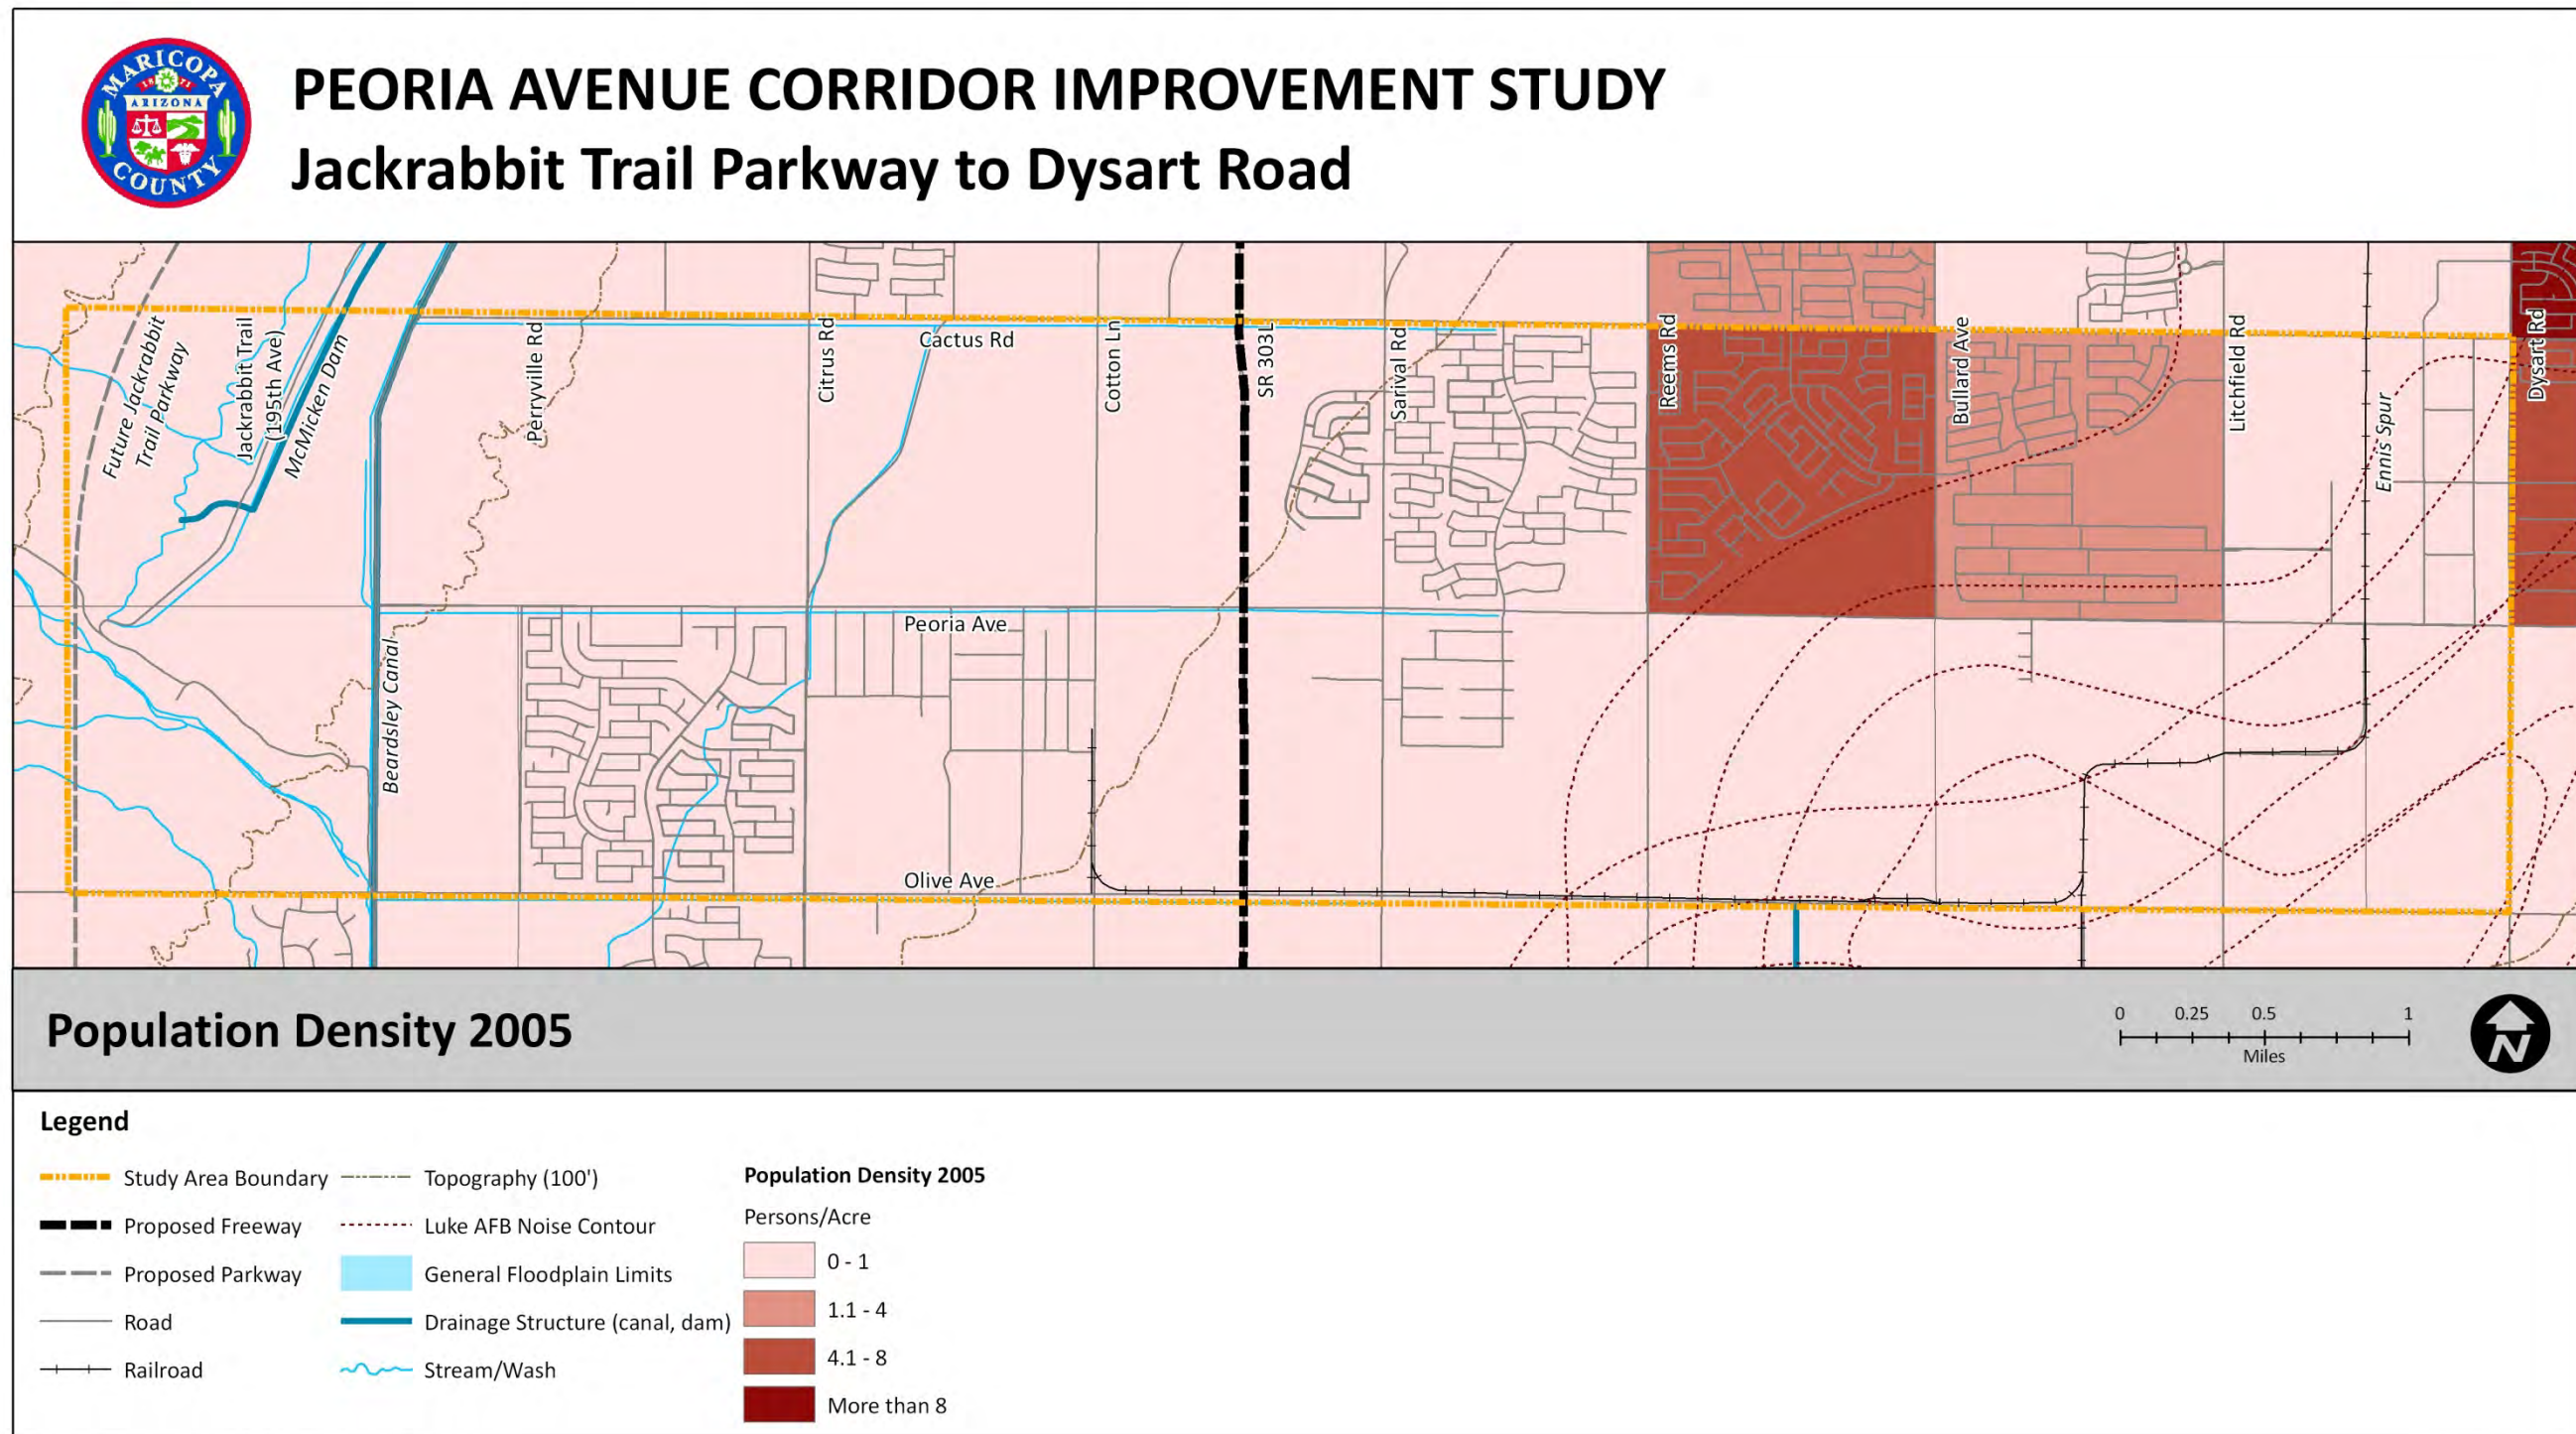 MARICOPA
1871
ARIZONA
COUNTY
PEORIA AVENUE CORRIDOR IMPROVEMENT STUDY
Jackrabbit Trail Parkway to Dysart Road
Future Jackrabbit
Trail Parkway
Jackrabbit Trail
(195th Ave)
McMicken Dam
Perryville Rd
Citrus Rd
Cactus Rd
Cotton Ln
SR 303L
Sarival Rd
Reems Rd
Bullard Ave
Litchfield Rd
Ennis Spur
Dysart Rd
Beardsley Canal
Peoria Ave
Olive Ave
Population Density 2005
0 0.25 0.5 1
Miles
N
Legend
Study Area Boundary
Proposed Freeway
Proposed Parkway
Road
Railroad
Topography (100')
Luke AFB Noise Contour
General Floodplain Limits
Drainage Structure (canal, dam)
Stream/Wash
Population Density 2005
Persons/Acre
0 - 1
1.1 - 4
4.1 - 8
More than 8